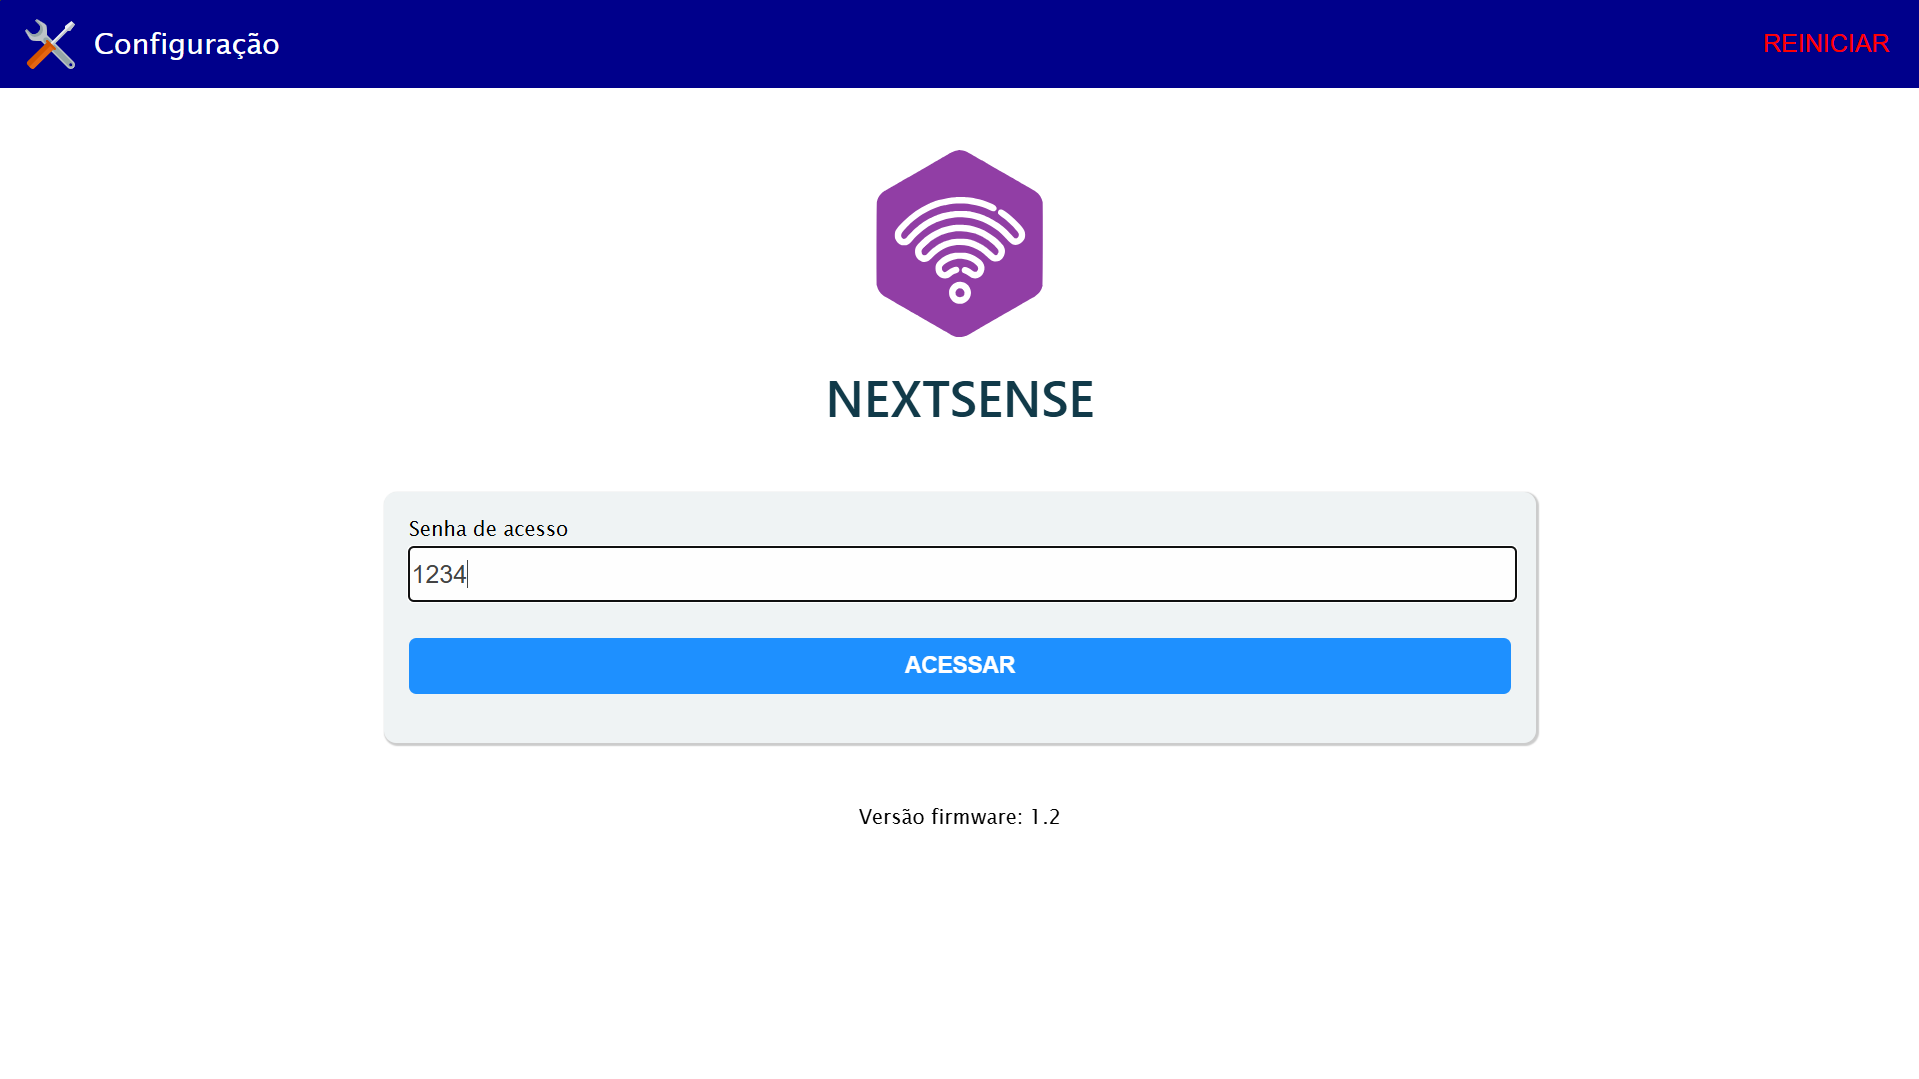 Configuração
REINICIAR
NEXTSENSE
Senha de acesso
1234
ACESSAR
Versão firmware: 1.2